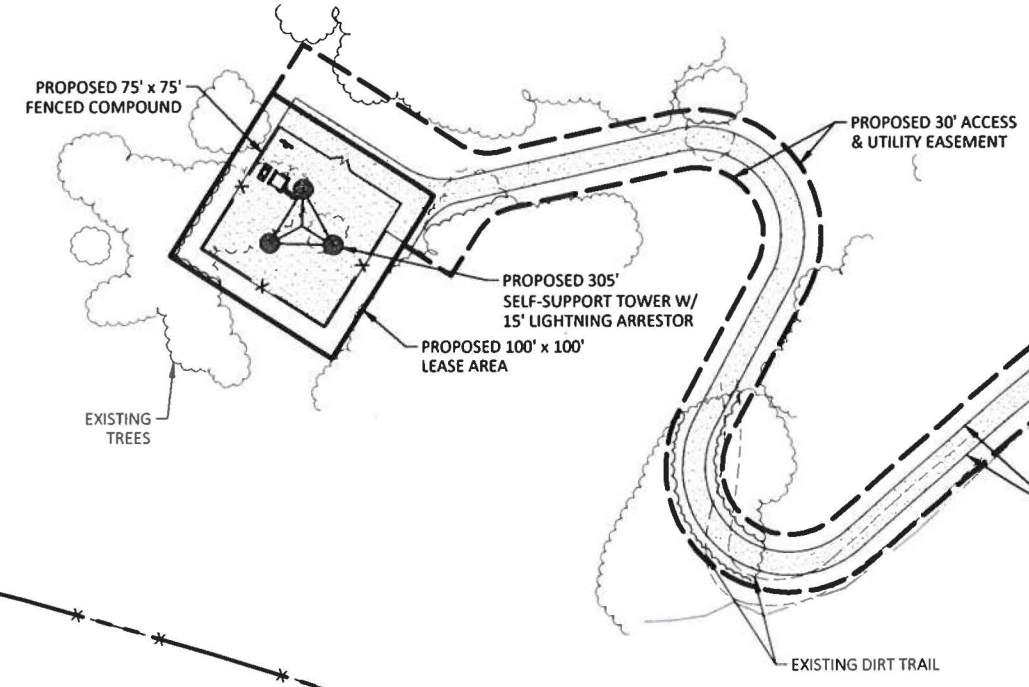 PROPOSED 75' x 75'
FENCED COMPOUND
PROPOSED 30' ACCESS
& UTILITY EASEMENT
PROPOSED 305'
SELF-SUPPORT TOWER W/
15' LIGHTNING ARRESTOR
PROPOSED 100' x 100'
LEASE AREA
EXISTING
TREES
EXISTING DIRT TRAIL